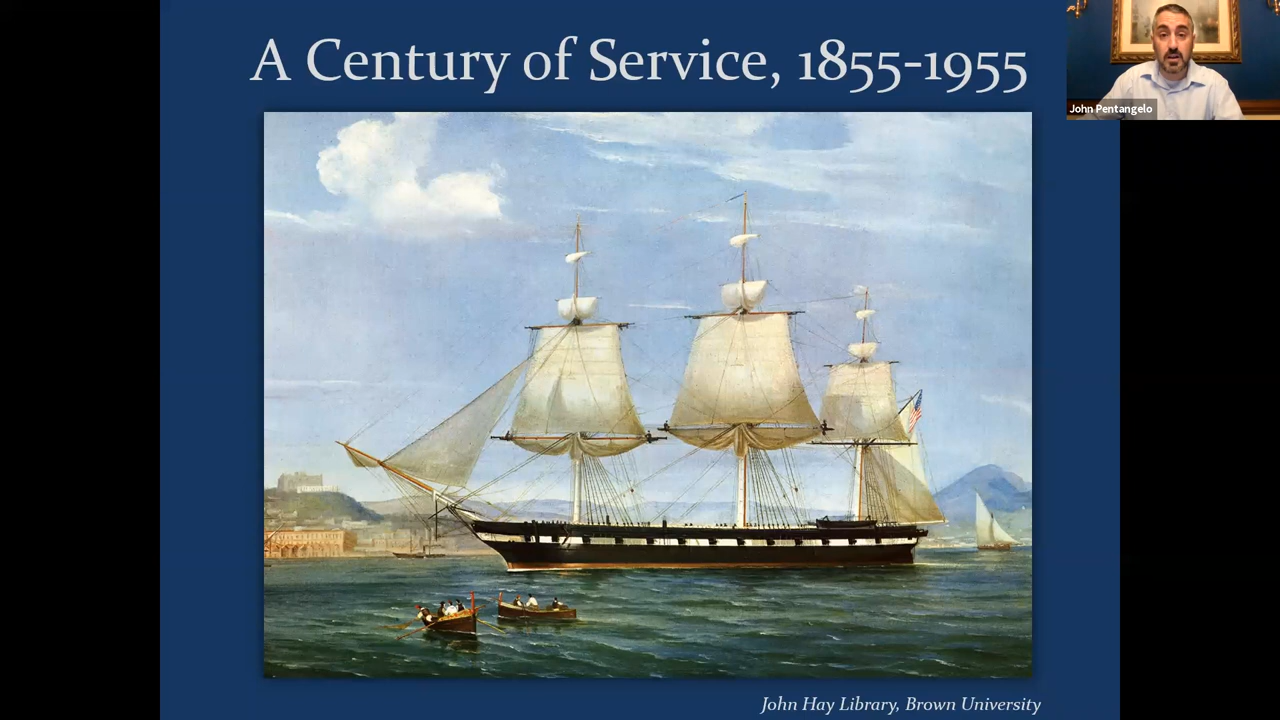 A Century of Service, 1855-1955
John Pentangelo
John Hay Library, Brown University